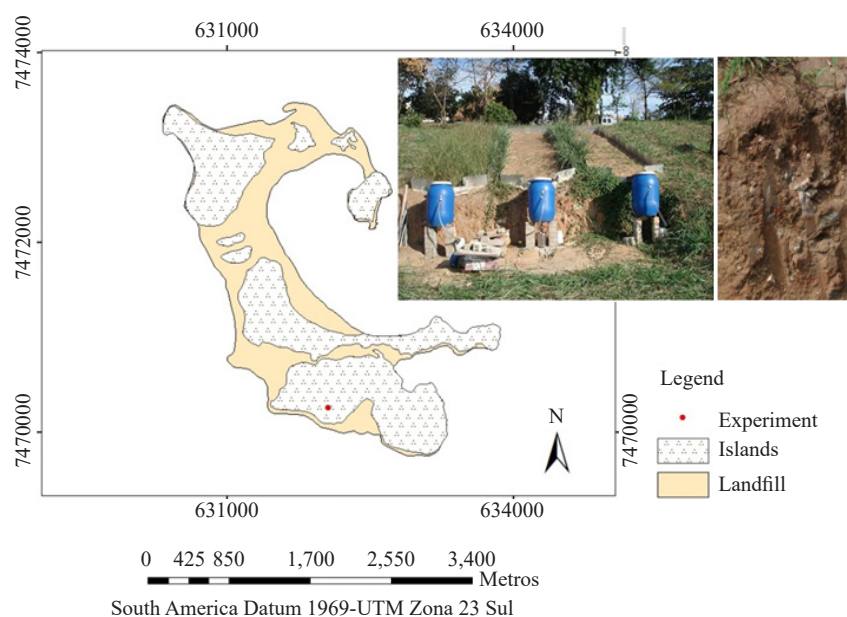 631000 634000
7474000
7472000
7470000
7470000
Legend
Experiment
Islands
Landfill
N
631000 634000
0 425 850 1,700 2,550 3,400
Metros
South America Datum 1969-UTM Zona 23 Sul